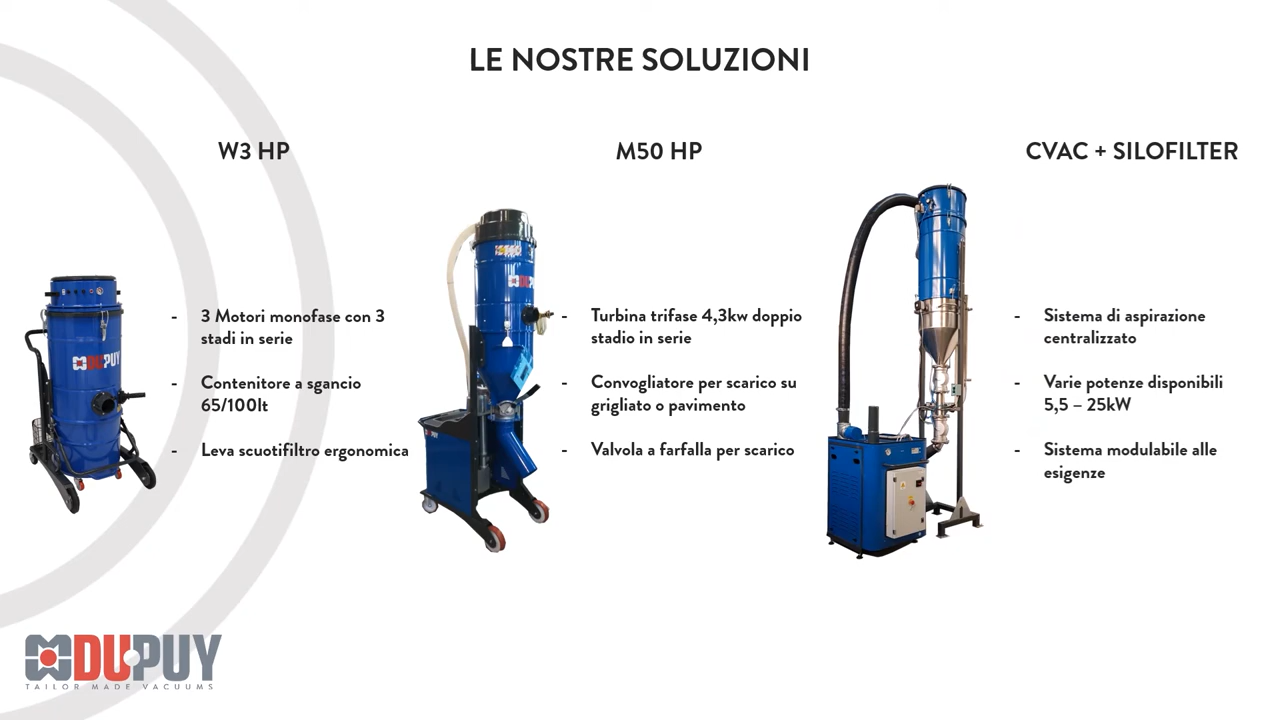 LE NOSTRE SOLUZIONI
W3 HP
- 3 Motori monofase con 3
stadi in serie
- Contenitore a sgancio
65/100lt
- Leva scuotifiltro ergonomica
M50 HP
- Turbina trifase 4,3kw doppio
stadio in serie
- Convogliatore per scarico su
grigliato o pavimento
- Valvola a farfalla per scarico
CVAC + SILOFILTER
- Sistema di aspirazione
centralizzato
- Varie potenze disponibili
5,5 – 25kW
- Sistema modulabile alle
esigenze
DUPUY
DUPUY
TAILOR MADE VACUUMS